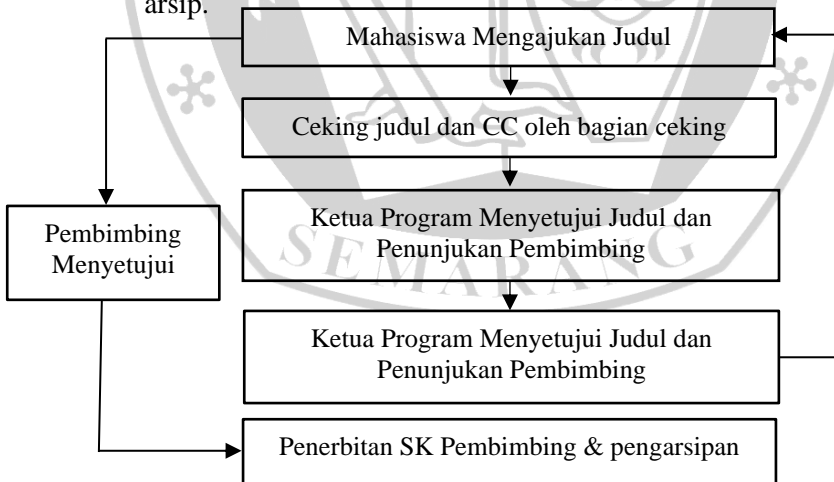 arsip.
Mahasiswa Mengajukan Judul
Ceking judul dan CC oleh bagian ceking
Ketua Program Menyetujui Judul dan
Penunjukan Pembimbing
Pembimbing
Menyetujui
SEMARANG
Ketua Program Menyetujui Judul dan
Penunjukan Pembimbing
Penerbitan SK Pembimbing & pengarsipan